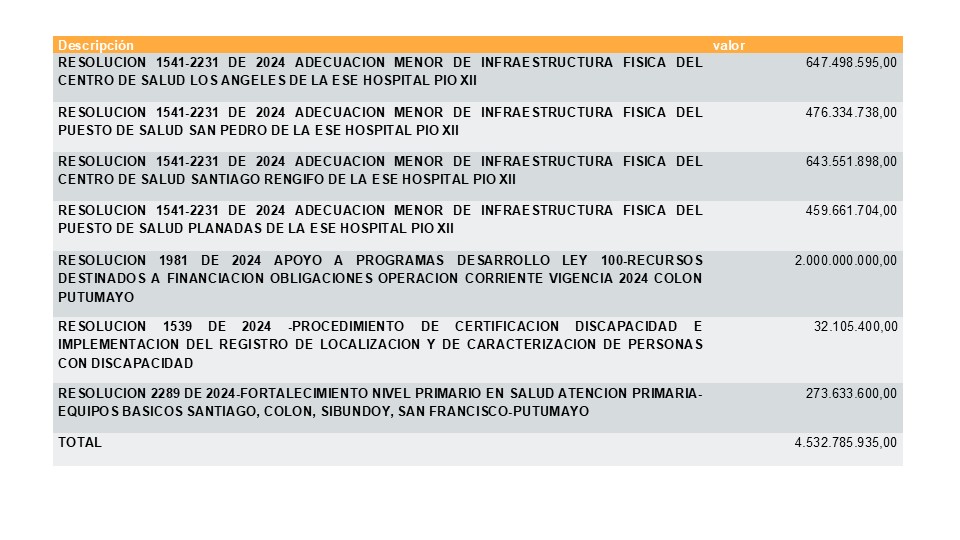 Descripción valor
RESOLUCION 1541-2231 DE 2024 ADECUACION MENOR DE INFRAESTRUCTURA FISICA DEL 647.498.595,00
CENTRO DE SALUD LOS ANGELES DE LA ESE HOSPITAL PIO XII
RESOLUCION 1541-2231 DE 2024 ADECUACION MENOR DE INFRAESTRUCTURA FISICA DEL 476.334.738,00
PUESTO DE SALUD SAN PEDRO DE LA ESE HOSPITAL PIO XII
RESOLUCION 1541-2231 DE 2024 ADECUACION MENOR DE INFRAESTRUCTURA FISICA DEL 643.551.898,00
CENTRO DE SALUD SANTIAGO RENGIFO DE LA ESE HOSPITAL PIO XII
RESOLUCION 1541-2231 DE 2024 ADECUACION MENOR DE INFRAESTRUCTURA FISICA DEL 459.661.704,00
PUESTO DE SALUD PLANADAS DE LA ESE HOSPITAL PIO XII
RESOLUCION 1981 DE 2024 APOYO A PROGRAMAS DESARROLLO LEY 100-RECURSOS 2.000.000.000,00
DESTINADOS A FINANCIACION OBLIGACIONES OPERACION CORRIENTE VIGENCIA 2024 COLON
PUTUMAYO
RESOLUCION 1539 DE 2024 -PROCEDIMIENTO DE CERTIFICACION DISCAPACIDAD E 32.105.400,00
IMPLEMENTACION DEL REGISTRO DE LOCALIZACION Y DE CARACTERIZACION DE PERSONAS
CON DISCAPACIDAD
RESOLUCION 2289 DE 2024-FORTALECIMIENTO NIVEL PRIMARIO EN SALUD ATENCION PRIMARIA- 273.633.600,00
EQUIPOS BASICOS SANTIAGO, COLON, SIBUNDOY, SAN FRANCISCO-PUTUMAYO
TOTAL 4.532.785.935,00